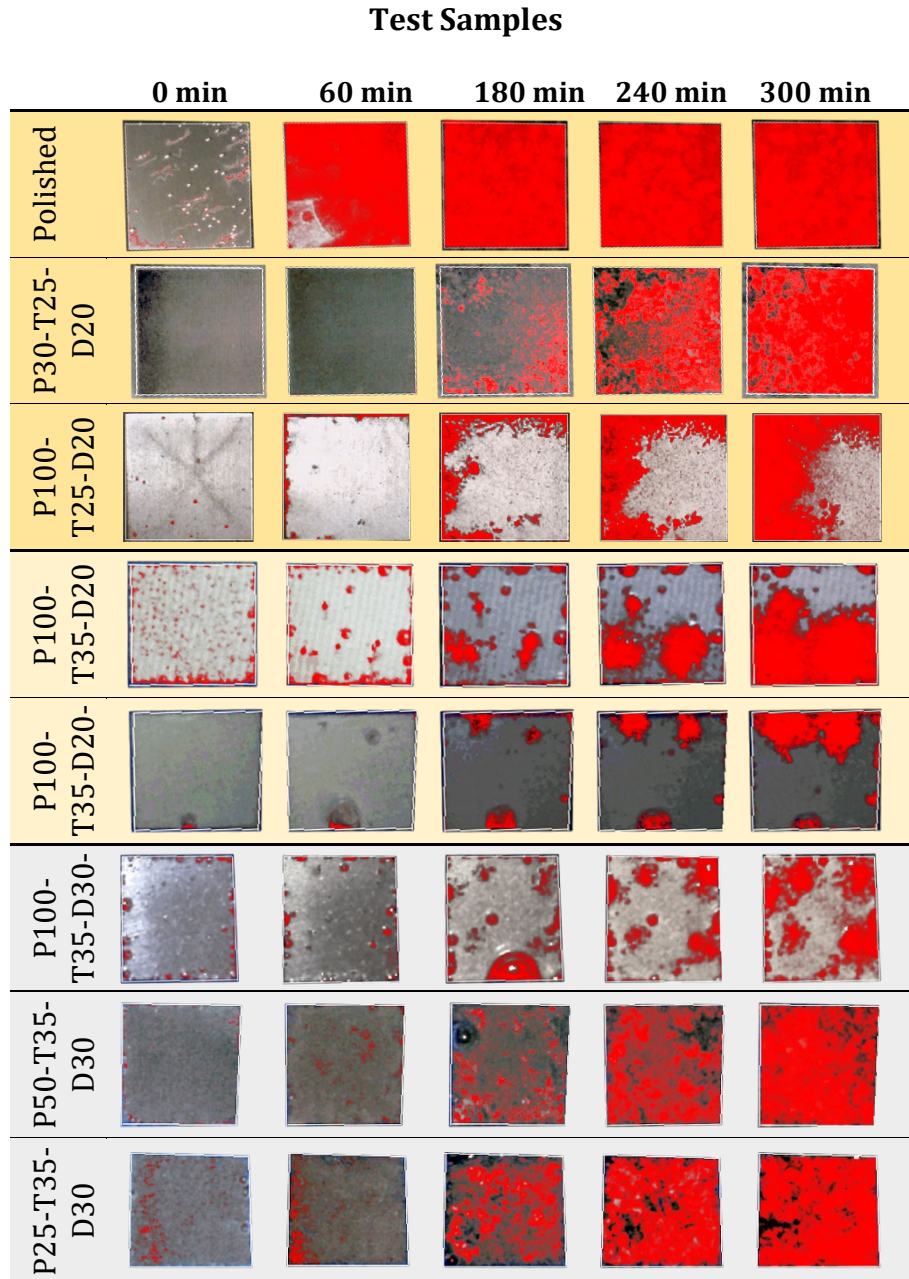 Test Samples
0 min 60 min 180 min 240 min 300 min
Polished
P30-T25-
D20
P100-
T25-D20
P100-
T35-D20
P100-
T35-D20-
P100-
T35-D30-
P50-T35-
D30
P25-T35-
D30